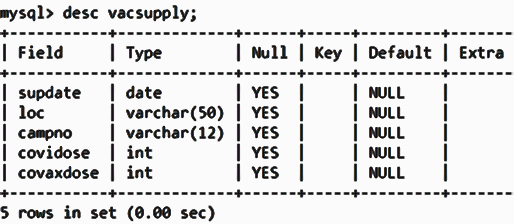 mysql> desc vacsupply;
+----------+-------------+------+-----+---------+-------
| Field | Type | Null | Key | Default | Extra
+----------+-------------+------+-----+---------+-------
| supdate | date | YES | | NULL |
| loc | varchar(50) | YES | | NULL |
| campno | varchar(12) | YES | | NULL |
| covidose | int | YES | | NULL |
| covaxdose | int | YES | | NULL |
+----------+-------------+------+-----+---------+-------
5 rows in set (0.00 sec)